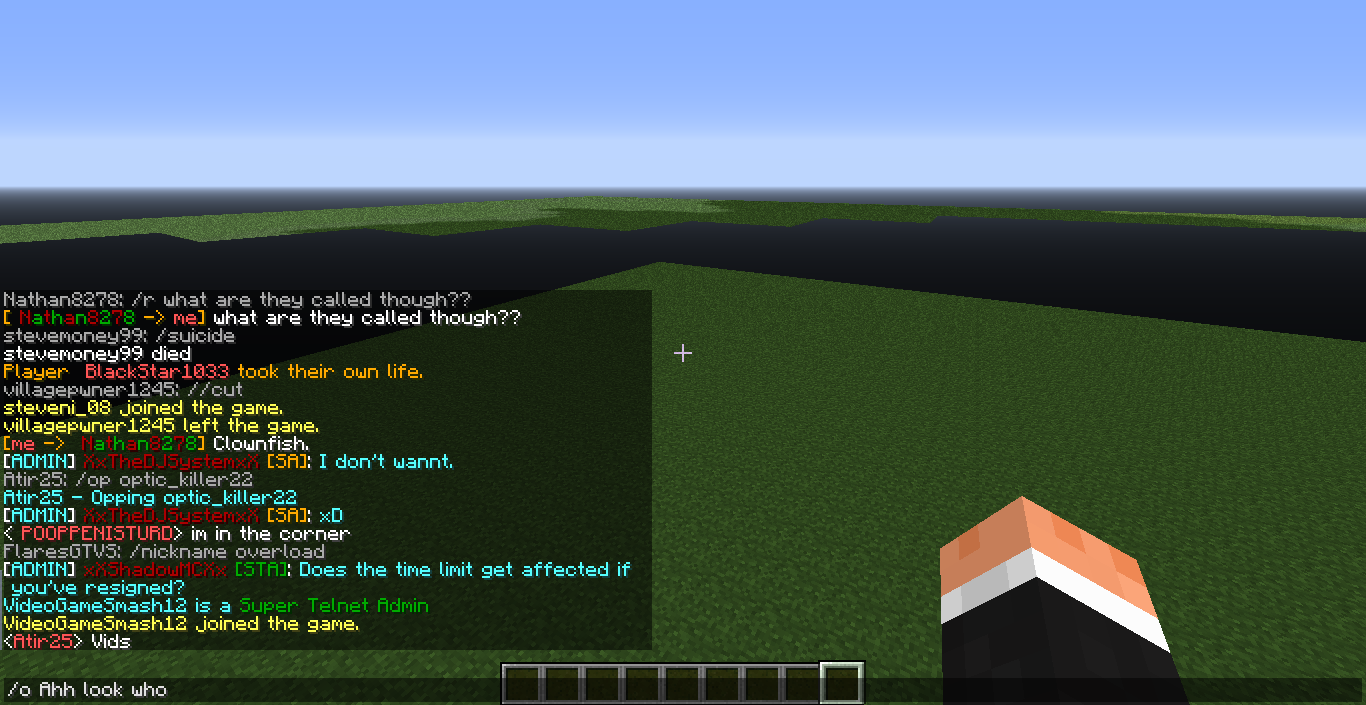 Nathan8278: /r what are they called though??
[ Nathan8278 -> me] what are they called though??
stevemoney99: /suicide
stevemoney99 died
Player  BlackStar1033 took their own life.
villagepwner1245: //cut
steveni_08 joined the game.
villagepwner1245 left the game.
[me ->  Nathan8278] Clownfish.
[ADMIN] XxTheDJSystemxX [SA]: I don't wannt.
Atir25: /op optic_killer22
Atir25 - Opping optic_killer22
[ADMIN] XxTheDJSystemxX [SA]: xD
< POOPPENISTURD> im in the corner
FlaresGTVS: /nickname overload
[ADMIN] xXShadowMCXx [STA]: Does the time limit get affected if
you've resigned?
VideoGameSmash12 is a Super Telnet Admin
VideoGameSmash12 joined the game.
<Atir25> Vids
/o Ahh look who